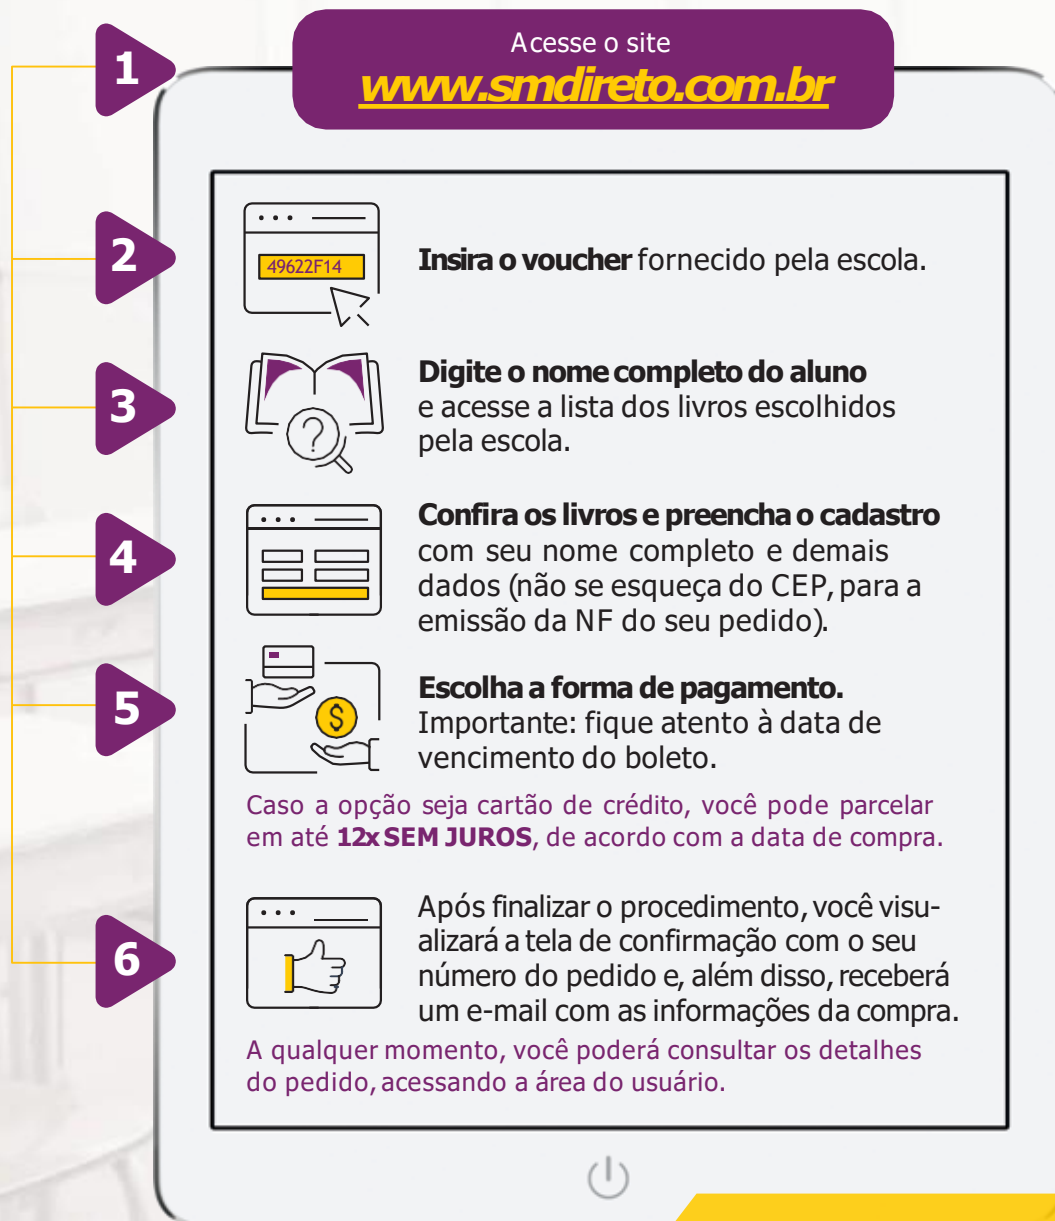 1
Acesse o site
www.smdireto.com.br
2
49622F14
Insira o voucher fornecido pela escola.
3
?
Digite o nome completo do aluno
e acesse a lista dos livros escolhidos
pela escola.
4
Confira os livros e preencha o cadastro
com seu nome completo e demais
dados (não se esqueça do CEP, para a
emissão da NF do seu pedido).
5
$
Escolha a forma de pagamento.
Importante: fique atento à data de
vencimento do boleto.
Caso a opção seja cartão de crédito, você pode parcelar
em até 12x SEM JUROS, de acordo com a data de compra.
6
Após finalizar o procedimento, você visu-
alizará a tela de confirmação com o seu
número do pedido e, além disso, receberá
um e-mail com as informações da compra.
A qualquer momento, você poderá consultar os detalhes
do pedido, acessando a área do usuário.